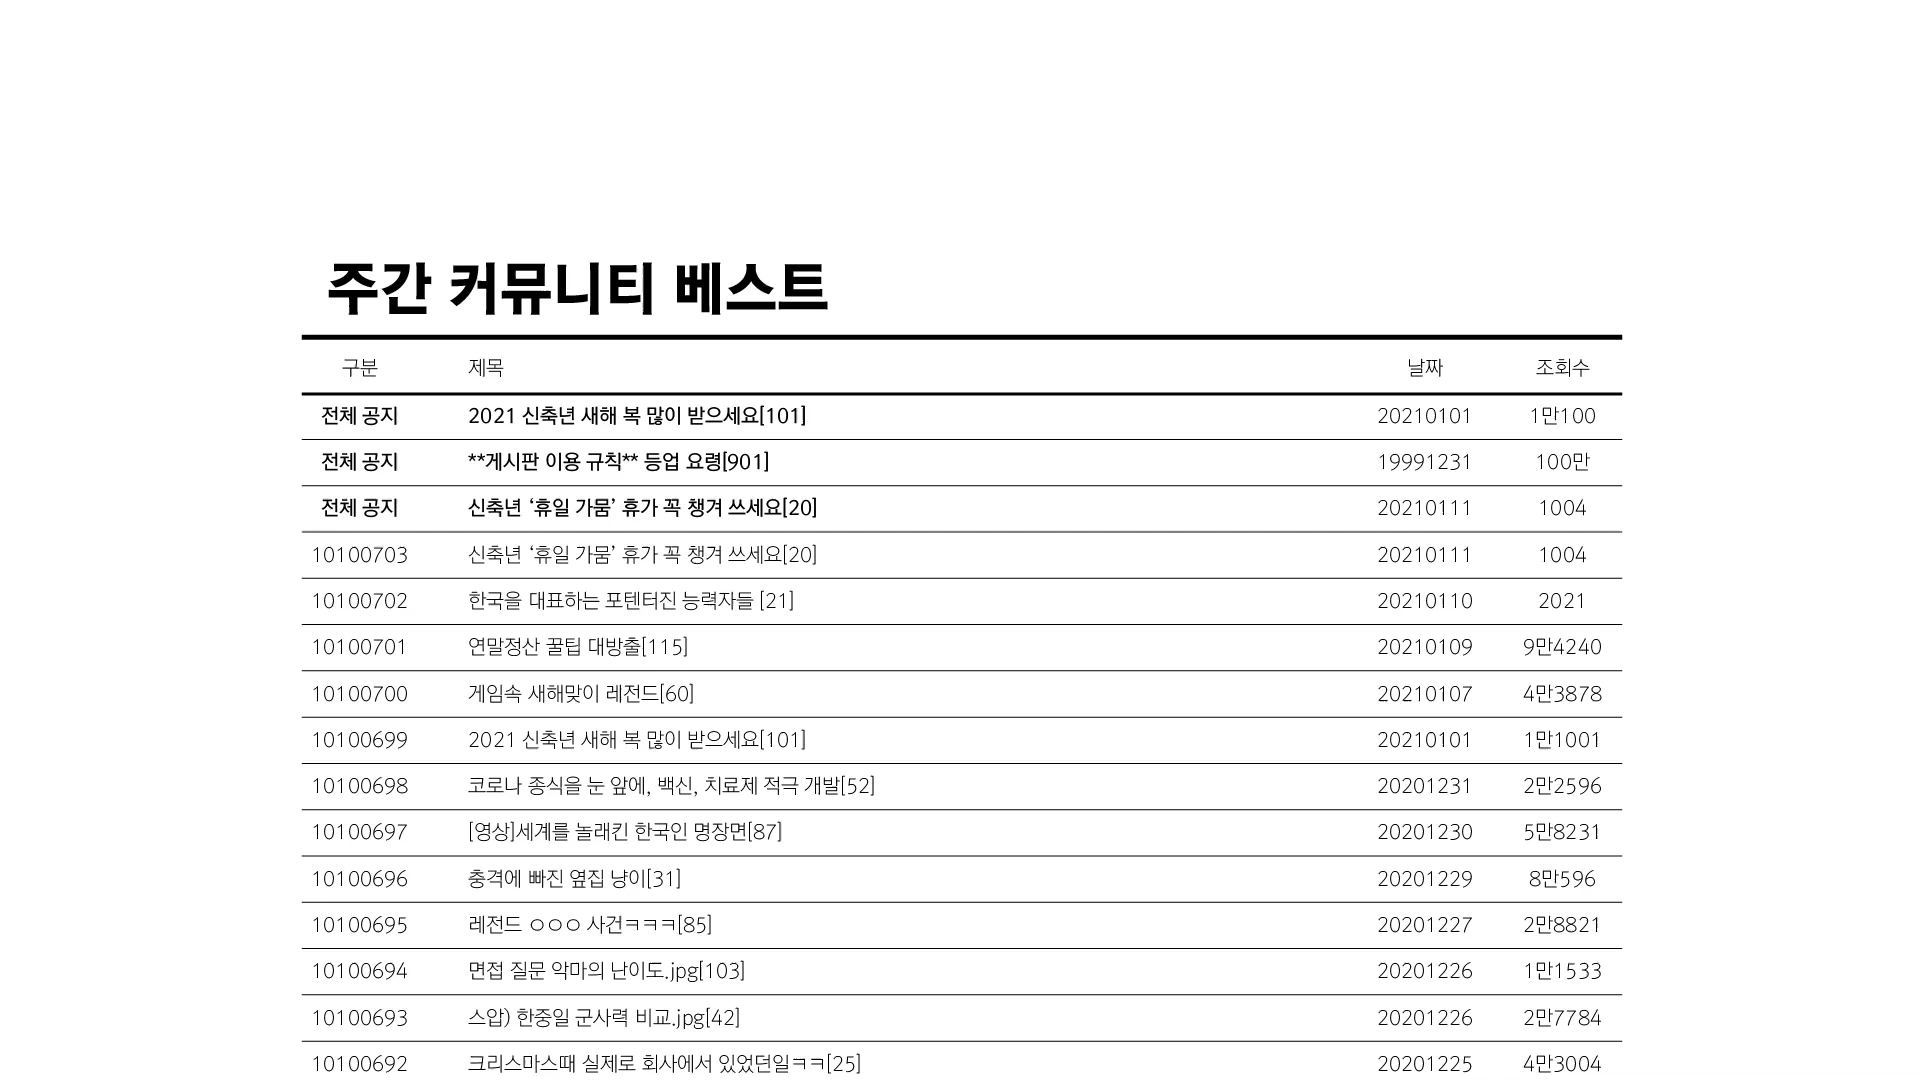 주간 커뮤니티 베스트
구분 제목 날짜 조회수
전체 공지 2021 신축년 새해 복 많이 받으세요[101] 20210101 1만100
전체 공지 **게시판 이용 규칙** 등업 요령[901] 19991231 100만
전체 공지 신축년 ‘휴일 가뭄’ 휴가 꼭 챙겨 쓰세요[20] 20210111 1004
10100703 신축년 ‘휴일 가뭄’ 휴가 꼭 챙겨 쓰세요[20] 20210111 1004
10100702 한국을 대표하는 포텐터진 능력자들 [21] 20210110 2021
10100701 연말정산 꿀팁 대방출[115] 20210109 9만4240
10100700 게임속 새해맞이 레전드[60] 20210107 4만3878
10100699 2021 신축년 새해 복 많이 받으세요[101] 20210101 1만1001
10100698 코로나 종식을 눈 앞에, 백신, 치료제 적극 개발[52] 20201231 2만2596
10100697 [영상]세계를 놀래킨 한국인 명장면[87] 20201230 5만8231
10100696 충격에 빠진 옆집 냥이[31] 20201229 8만596
10100695 레전드 ㅇㅇㅇ 사건ㅋㅋㅋ[85] 20201227 2만8821
10100694 면접 질문 악마의 난이도.jpg[103] 20201226 1만1533
10100693 스압) 한중일 군사력 비교.jpg[42] 20201226 2만7784
10100692 크리스마스때 실제로 회사에서 있었던일ㅋㅋ[25] 20201225 4만3004